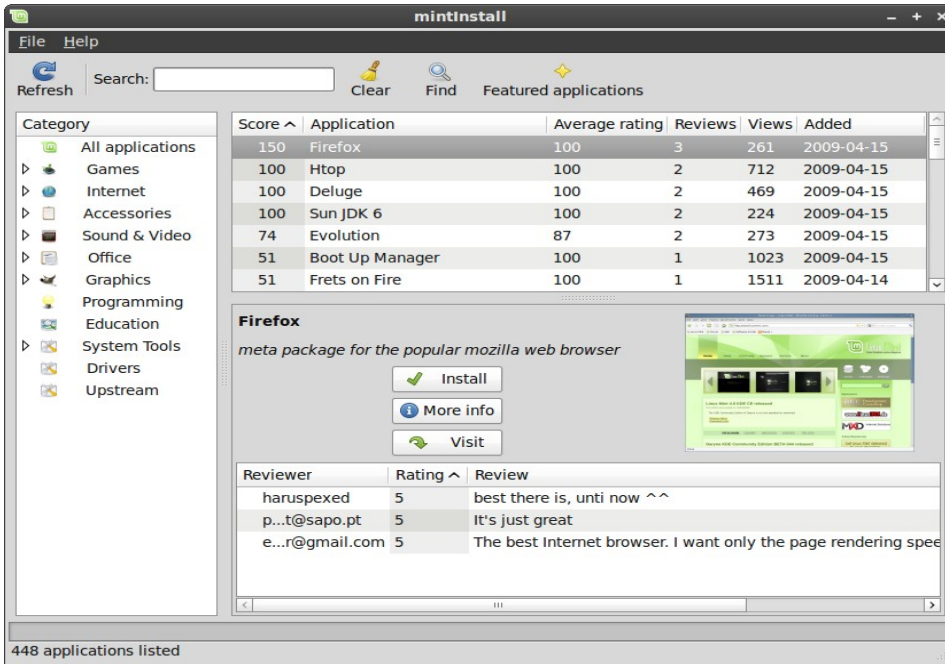 mintInstall
File Help
Refresh Search: Clear Find Featured applications
Category
All applications
Games
Internet
Accessories
Sound & Video
Office
Graphics
Programming
Education
System Tools
Drivers
Upstream
Score Application Average rating Reviews Views Added
150 Firefox 100 3 261 2009-04-15
100 Htop 100 2 712 2009-04-15
100 Deluge 100 2 469 2009-04-15
100 Sun JDK 6 100 2 224 2009-04-15
74 Evolution 87 2 273 2009-04-15
51 Boot Up Manager 100 1 1023 2009-04-15
51 Frets on Fire 100 1 1511 2009-04-14
Firefox
meta package for the popular mozilla web browser
Install
More info
Visit
Reviewer Rating Review
haruspexed 5 best there is, unti now ^^
p...t@sapo.pt 5 It's just great
e...r@gmail.com 5 The best Internet browser. I want only the page rendering spee
448 applications listed